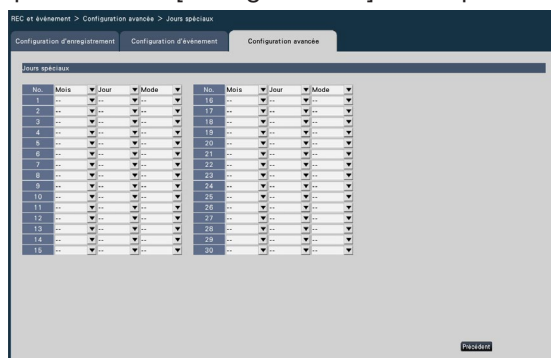 REC et événement > Configuration avancée > Jours spéciaux
Configuration d'enregistrement Configuration d'événement Configuration avancée
Jours spéciaux
No. Mois Jour Mode No. Mois Jour Mode
1 -- -- -- 16 -- -- --
2 -- -- -- 17 -- -- --
3 -- -- -- 18 -- -- --
4 -- -- -- 19 -- -- --
5 -- -- -- 20 -- -- --
6 -- -- -- 21 -- -- --
7 -- -- -- 22 -- -- --
8 -- -- -- 23 -- -- --
9 -- -- -- 24 -- -- --
10 -- -- -- 25 -- -- --
11 -- -- -- 26 -- -- --
12 -- -- -- 27 -- -- --
13 -- -- -- 28 -- -- --
14 -- -- -- 29 -- -- --
15 -- -- -- 30 -- -- --
Précédent